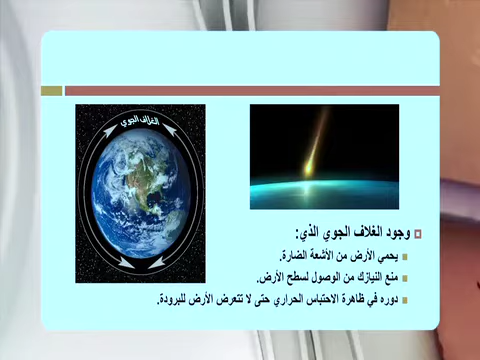 الغلاف الجوي
وجود الغلاف الجوي الذي:
يحمي الأرض من الأشعة الضارة.
منع النيازك من الوصول لسطح الأرض.
دوره في ظاهرة الاحتباس الحراري حتى لا تتعرض الأرض للبرودة.